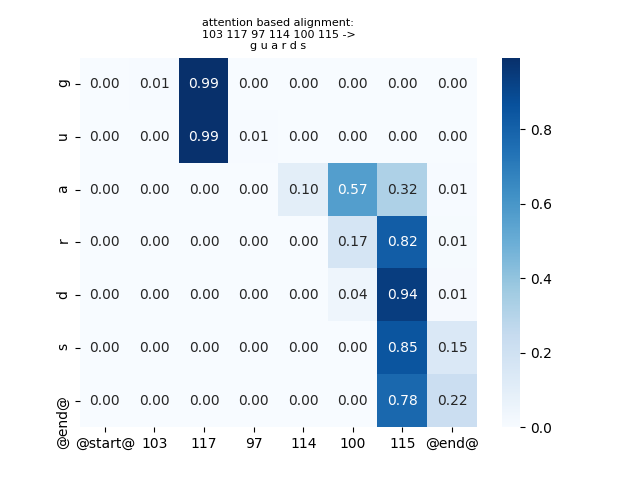 attention based alignment:
103 117 97 114 100 115 ->
g u a r d s
g 0.00 0.01 0.99 0.00 0.00 0.00 0.00 0.00
u 0.00 0.00 0.99 0.01 0.00 0.00 0.00 0.00
a 0.00 0.00 0.00 0.00 0.10 0.57 0.32 0.01
r 0.00 0.00 0.00 0.00 0.00 0.17 0.82 0.01
d 0.00 0.00 0.00 0.00 0.00 0.04 0.94 0.01
s 0.00 0.00 0.00 0.00 0.00 0.00 0.85 0.15
@end@ 0.00 0.00 0.00 0.00 0.00 0.00 0.78 0.22
@start@ 103 117 97 114 100 115 @end@
0.8
0.6
0.4
0.2
0.0